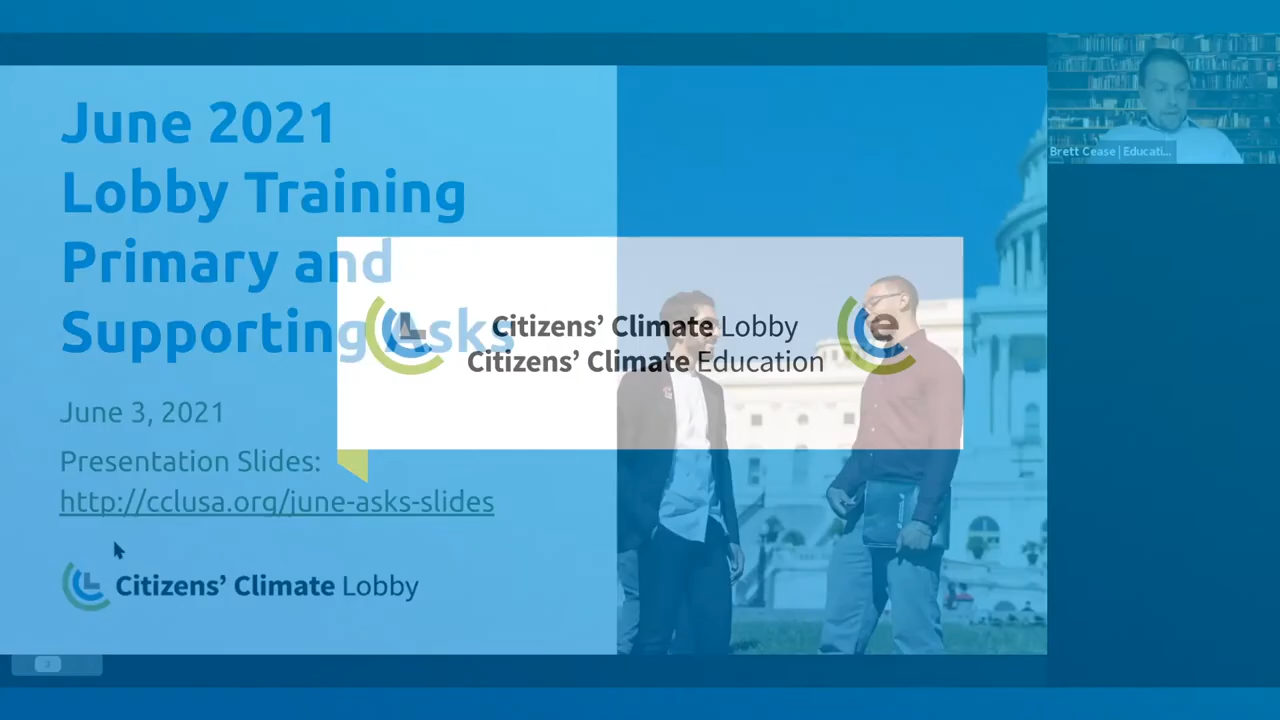 June 2021
Lobby Training
Primary and
Supporting Asks
June 3, 2021
Presentation Slides:
http://cclusa.org/june-asks-slides
L Citizens' Climate Lobby
L
Citizens' Climate Lobby
Citizens' Climate Education
e
Brett Cease | Educati...
3